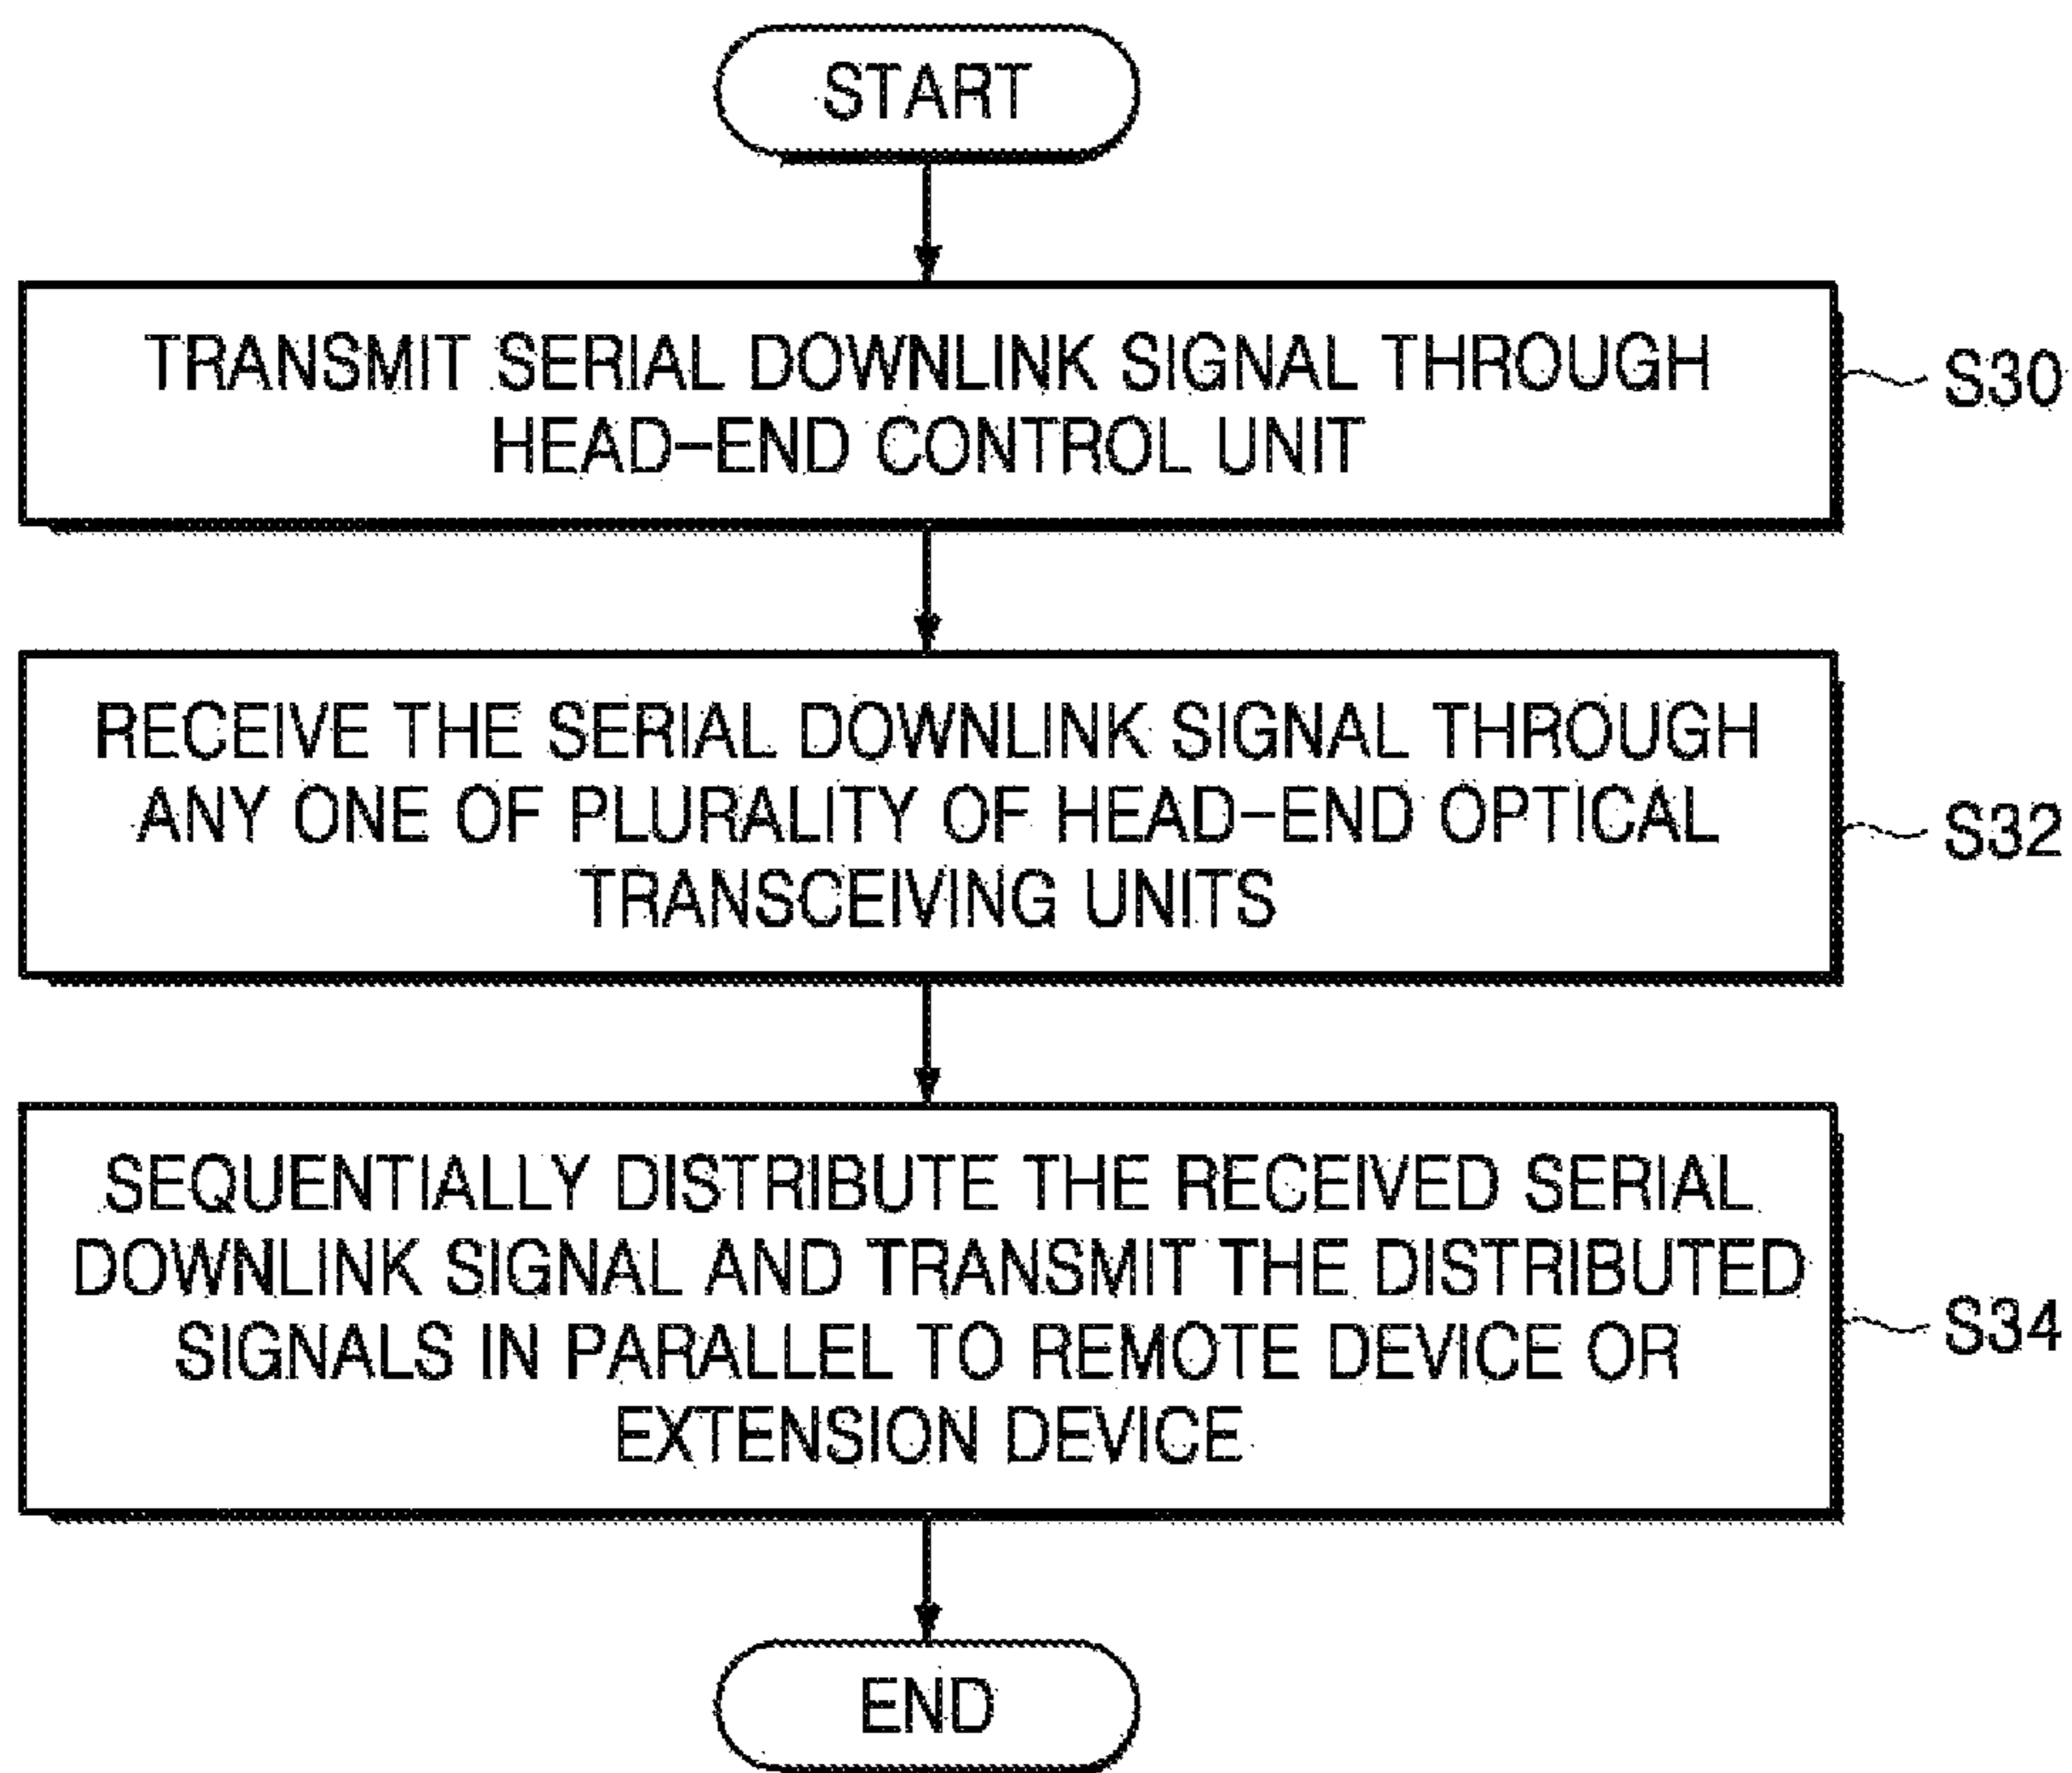 START
TRANSMIT SERIAL DOWNLINK SIGNAL THROUGH
HEAD-END CONTROL UNIT
S30
RECEIVE THE SERIAL DOWNLINK SIGNAL THROUGH
ANY ONE OF PLURALITY OF HEAD-END OPTICAL
TRANSCEIVING UNITS
S32
SEQUENTIALLY DISTRIBUTE THE RECEIVED SERIAL
DOWNLINK SIGNAL AND TRANSMIT THE DISTRIBUTED
SIGNALS IN PARALLEL TO REMOTE DEVICE OR
EXTENSION DEVICE
S34
END